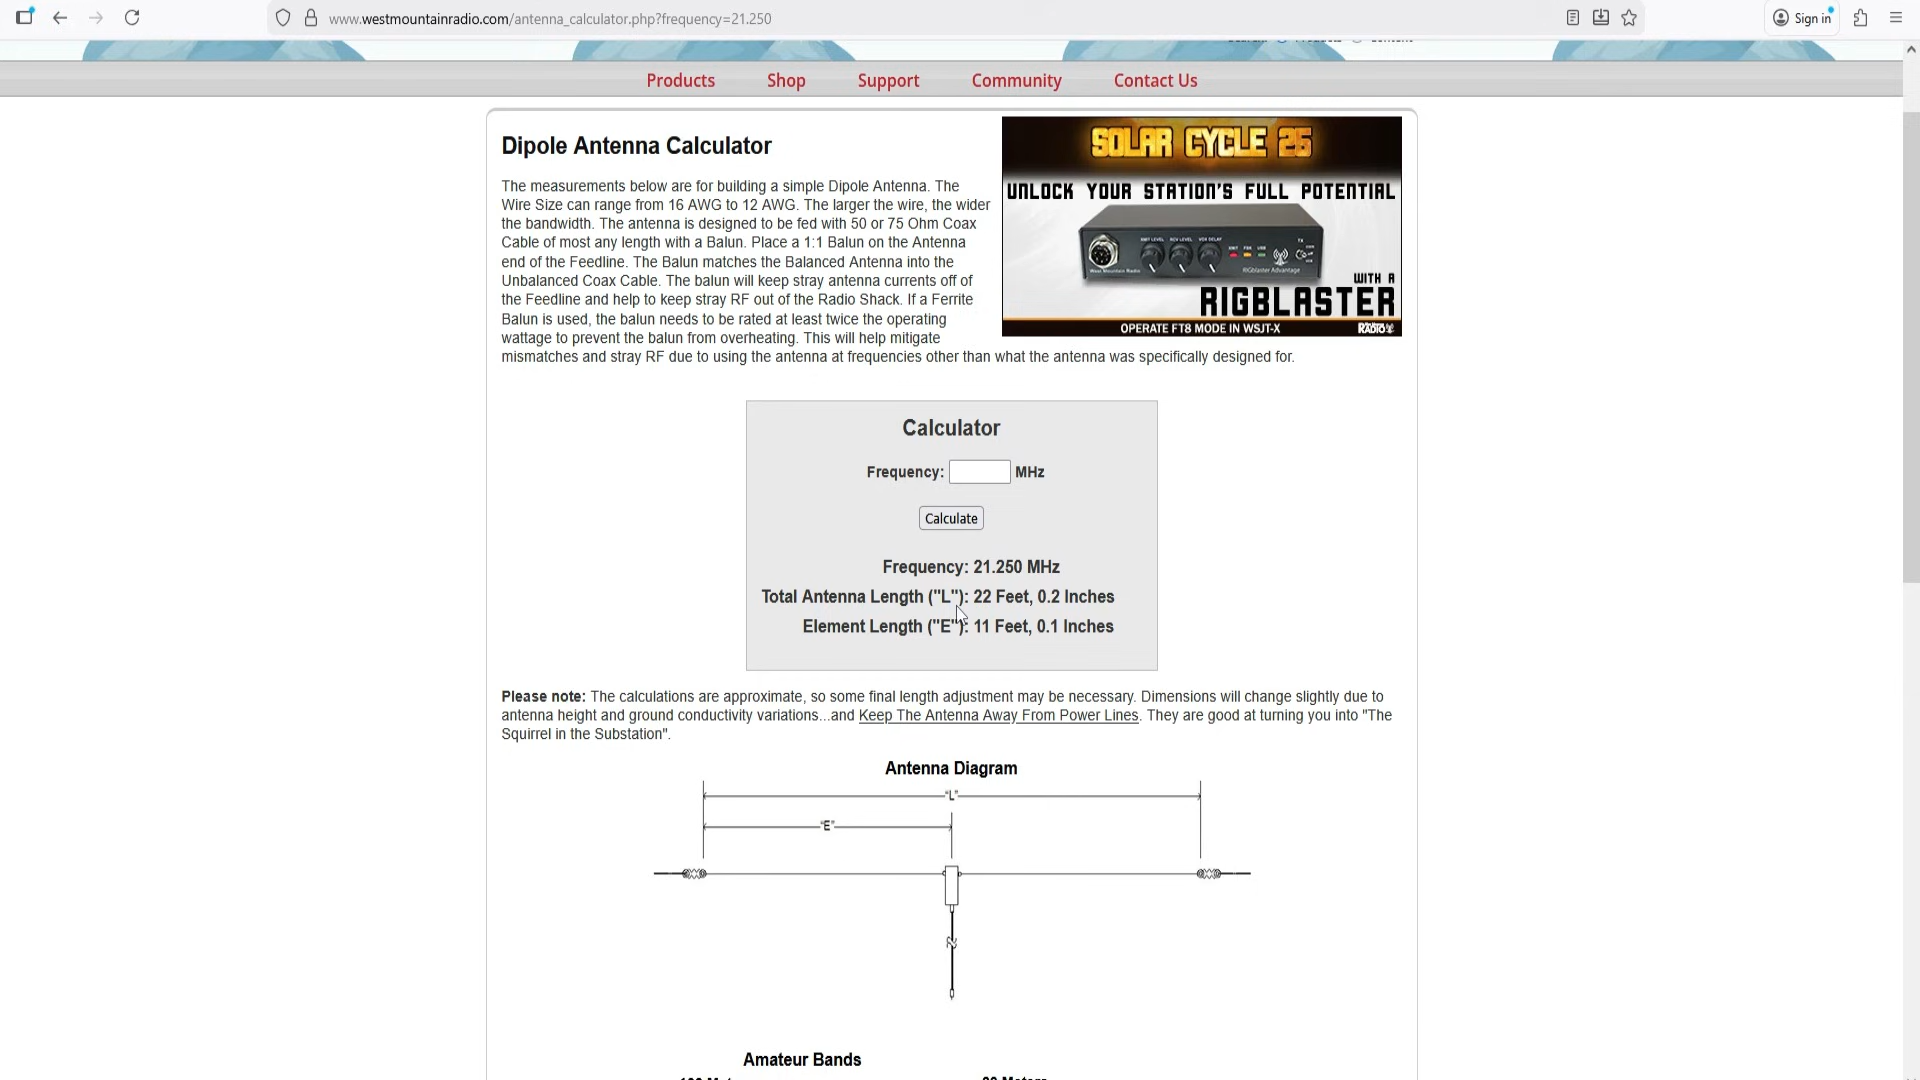 www.westmountainradio.com/antenna_calculator.php?frequency=21.250
Sign in
Products
Shop
Support
Community
Contact Us
Dipole Antenna Calculator
The measurements below are for building a simple Dipole Antenna. The
Wire Size can range from 16 AWG to 12 AWG. The larger the wire, the wider
the bandwidth. The antenna is designed to be fed with 50 or 75 Ohm Coax
Cable of most any length with a Balun. Place a 1:1 Balun on the Antenna
end of the Feedline. The Balun matches the Balanced Antenna into the
Unbalanced Coax Cable. The balun will keep stray antenna currents off of
the Feedline and help to keep stray RF out of the Radio Shack. If a Ferrite
Balun is used, the balun needs to be rated at least twice the operating
wattage to prevent the balun from overheating. This will help mitigate
mismatches and stray RF due to using the antenna at frequencies other than what the antenna was specifically designed for.
SOLAR CYCLE 25
UNLOCK YOUR STATION'S FULL POTENTIAL
XMIT LEVEL
RCV LEVEL
VOX DELAY
West Mountain Radio
RIGblaster Advantage
WITH A
RIGBLASTER
OPERATE FT8 MODE IN WSJT-X
Calculator
Frequency: MHz
Calculate
Frequency: 21.250 MHz
Total Antenna Length ("L"): 22 Feet, 0.2 Inches
Element Length ("E"): 11 Feet, 0.1 Inches
Please note: The calculations are approximate, so some final length adjustment may be necessary. Dimensions will change slightly due to
antenna height and ground conductivity variations...and Keep The Antenna Away From Power Lines. They are good at turning you into "The
Squirrel in the Substation".
Antenna Diagram
"L"
"E"
Amateur Bands